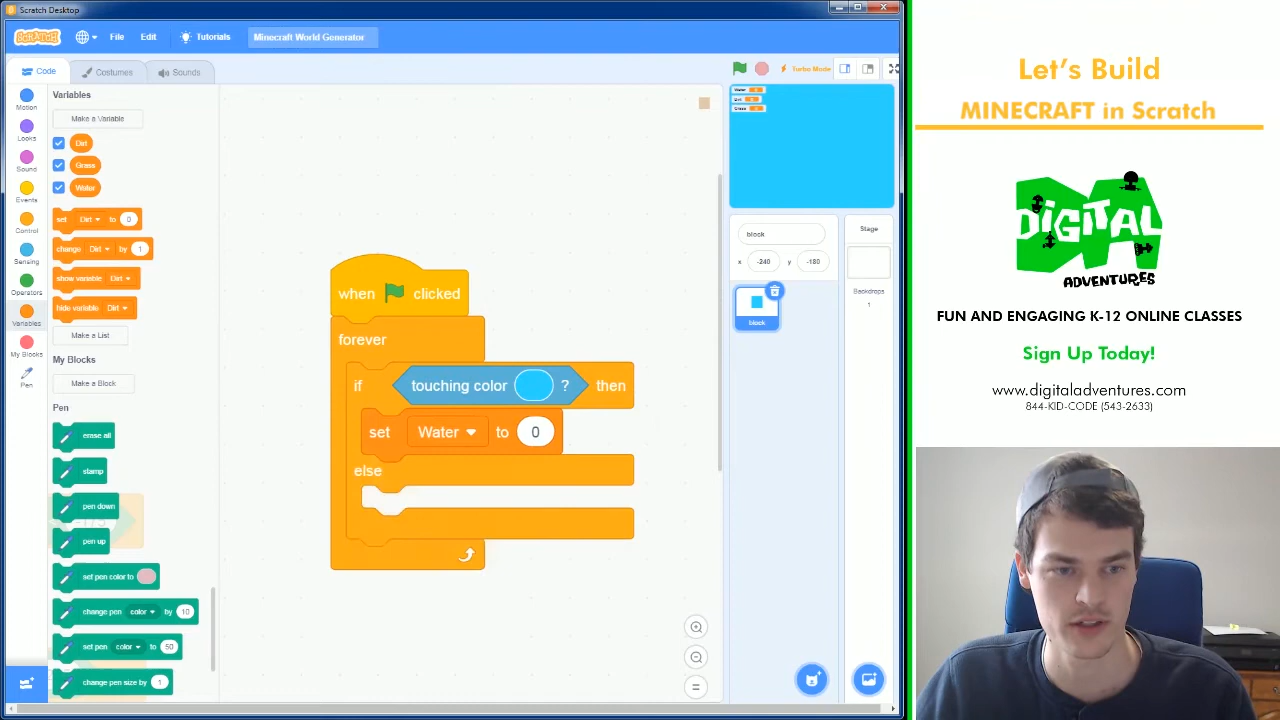 Scratch Desktop
SCRATCH
File
Edit
Tutorials
Minecraft World Generator
Code
Costumes
Sounds
Turbo Mode
Motion
Looks
Sound
Events
Control
Sensing
Operators
Variables
My Blocks
Pen
Variables
Make a Variable
Dirt
Grass
Water
set Dirt to 0
change Dirt by 1
show variable Dirt
hide variable Dirt
Make a List
My Blocks
Make a Block
Pen
erase all
stamp
pen down
pen up
set pen color to
change pen color by 10
set pen color to 50
change pen size by 1
when clicked
forever
if touching color ? then
set Water to 0
else
Water
Dirt
Grass
block
x -240 y -180
block
Stage
Backdrops
1
Let's Build
MINECRAFT in Scratch
DIGITAL
ADVENTURES
FUN AND ENGAGING K-12 ONLINE CLASSES
Sign Up Today!
www.digitaladventures.com
844-KID-CODE (543-2633)